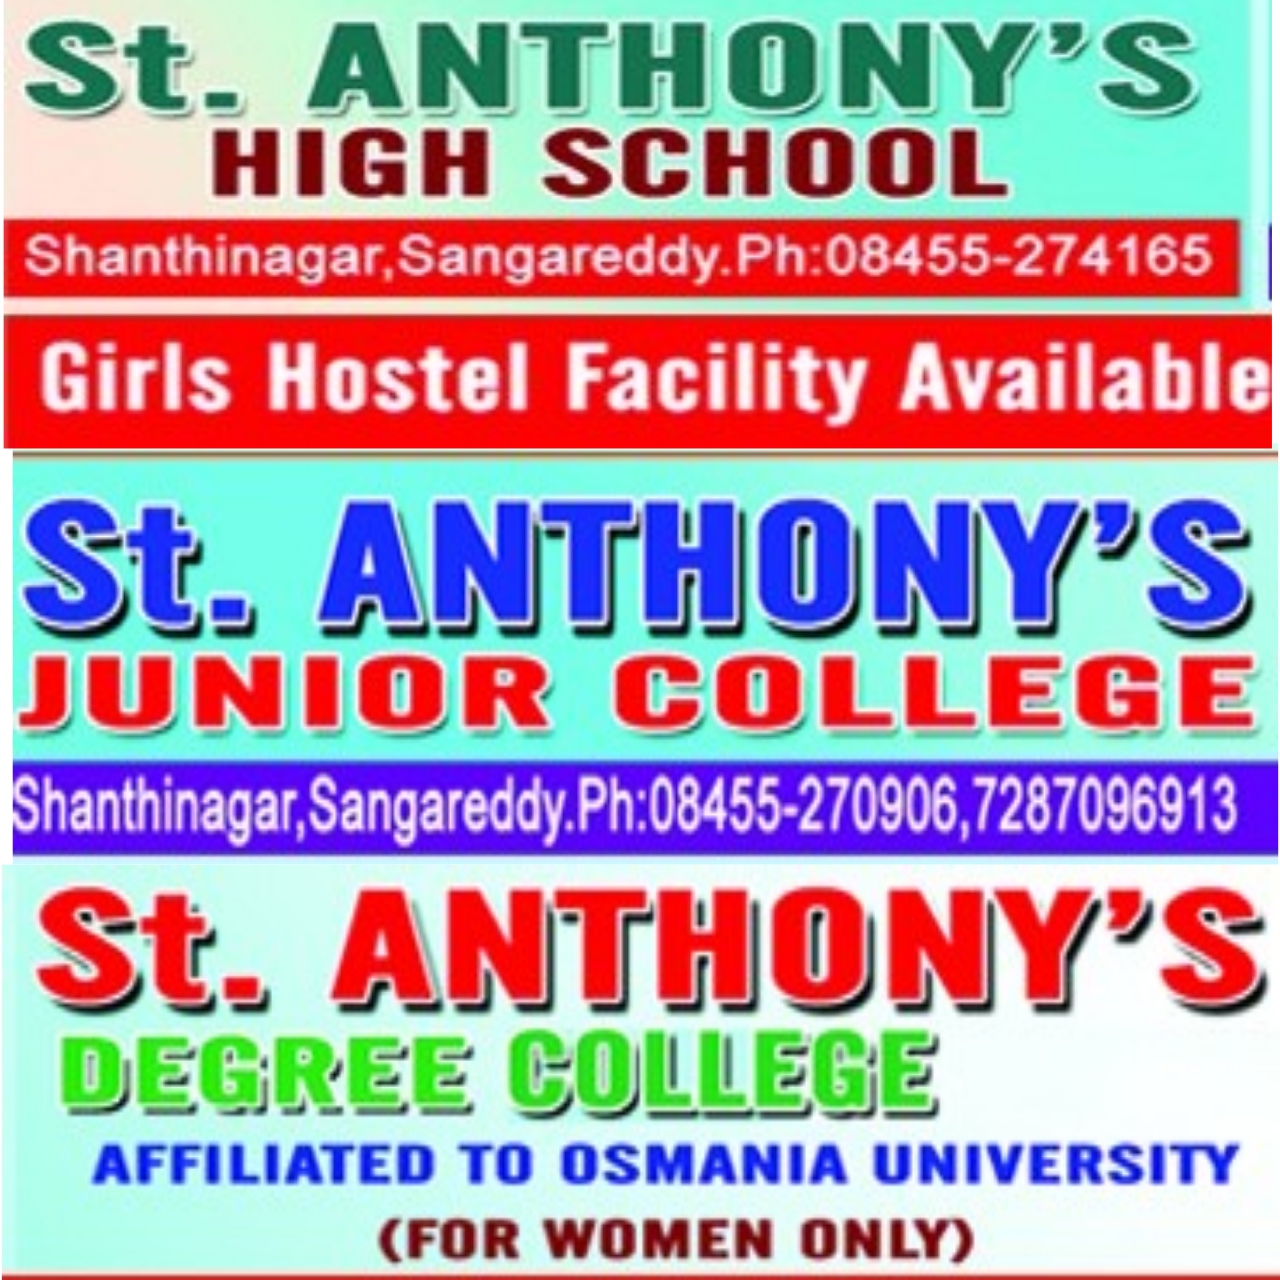 St. ANTHONY'S
HIGH SCHOOL
Shanthinagar,Sangareddy.Ph:08455-274165
Girls Hostel Facility Available
St. ANTHONY'S
JUNIOR COLLEGE
Shanthinagar,Sangareddy.Ph:08455-270906,7287096913
St. ANTHONY'S
DEGREE COLLEGE
AFFILIATED TO OSMANIA UNIVERSITY
(FOR WOMEN ONLY)